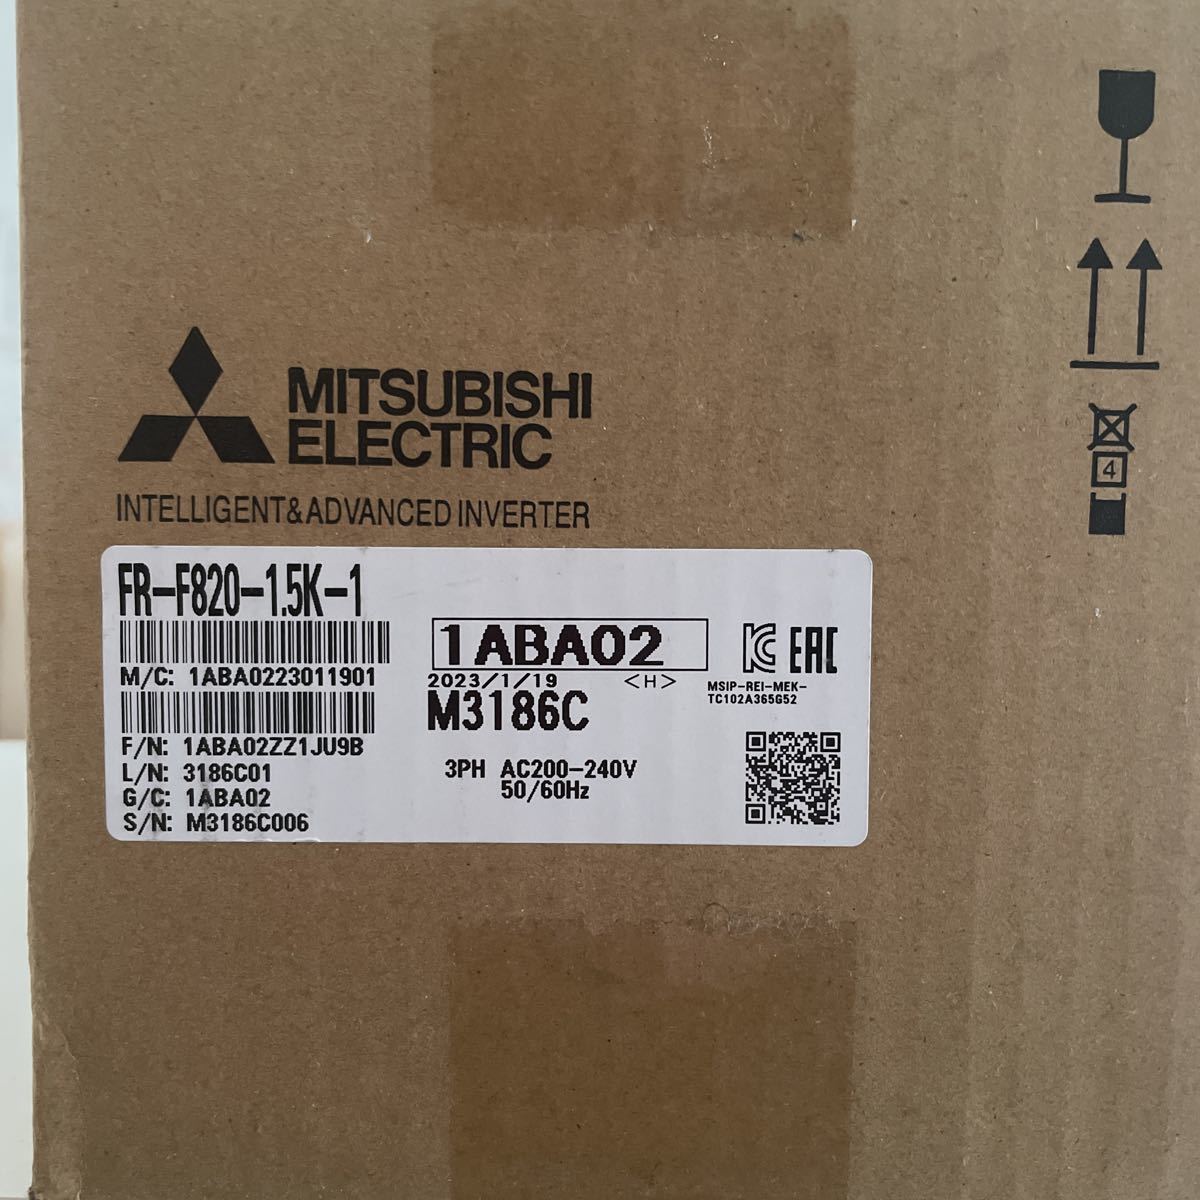 MITSUBISHI
ELECTRIC
INTELLIGENT&ADVANCED INVERTER
FR-F820-1.5K-1
M/C: 1ABA0223011901
F/N: 1ABA02ZZ1JU9B
L/N: 3186C01
G/C: 1ABA02
S/N: M3186C006
1ABA02
2023/1/19 <H>
M3186C
3PH AC200-240V
50/60Hz
EAC
MSIP-REI-MEK-
TC102A365G52
4